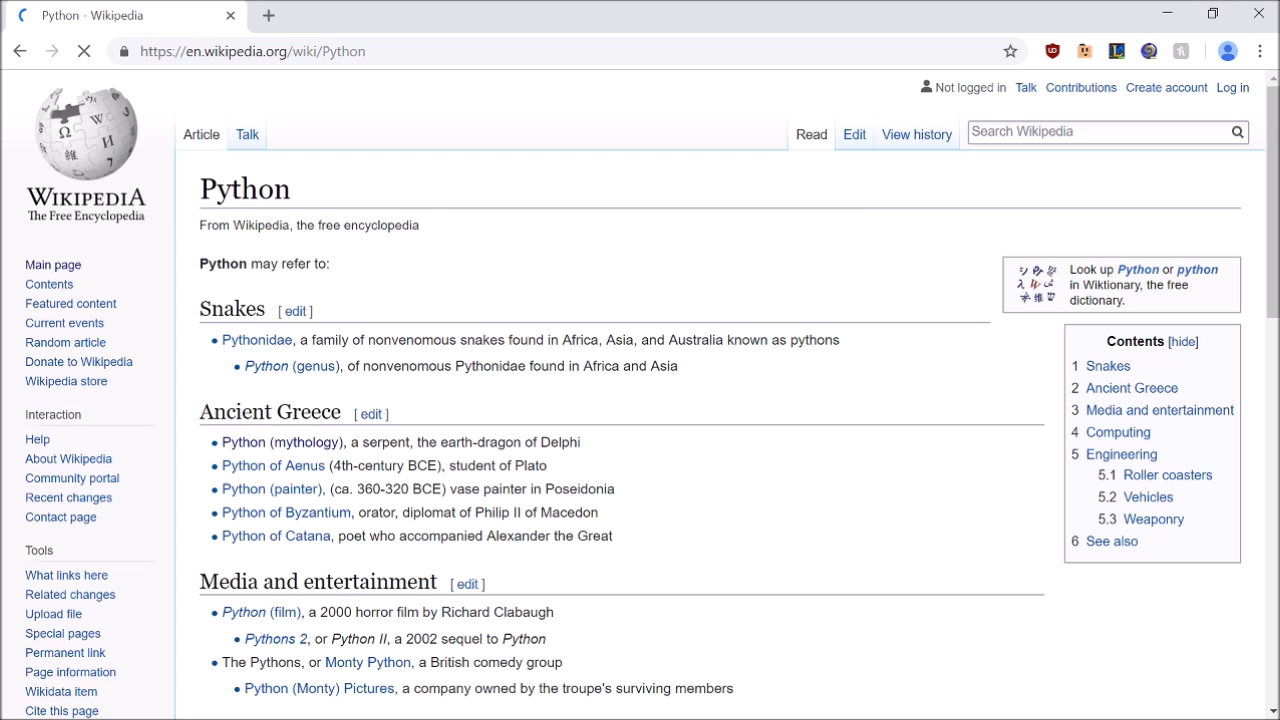 Python - Wikipedia
https://en.wikipedia.org/wiki/Python
Not logged in Talk Contributions Create account Log in
Article Talk Read Edit View history Search Wikipedia
WIKIPEDIA
The Free Encyclopedia
Python
From Wikipedia, the free encyclopedia
Python may refer to:
Look up Python or python
in Wiktionary, the free
dictionary.
Snakes [ edit ]
Pythonidae, a family of nonvenomous snakes found in Africa, Asia, and Australia known as pythons
Python (genus), of nonvenomous Pythonidae found in Africa and Asia
Ancient Greece [ edit ]
Python (mythology), a serpent, the earth-dragon of Delphi
Python of Aenus (4th-century BCE), student of Plato
Python (painter), (ca. 360-320 BCE) vase painter in Poseidonia
Python of Byzantium, orator, diplomat of Philip II of Macedon
Python of Catana, poet who accompanied Alexander the Great
Media and entertainment [ edit ]
Python (film), a 2000 horror film by Richard Clabaugh
Pythons 2, or Python II, a 2002 sequel to Python
The Pythons, or Monty Python, a British comedy group
Python (Monty) Pictures, a company owned by the troupe's surviving members
Contents [hide]
1 Snakes
2 Ancient Greece
3 Media and entertainment
4 Computing
5 Engineering
5.1 Roller coasters
5.2 Vehicles
5.3 Weaponry
6 See also
Main page
Contents
Featured content
Current events
Random article
Donate to Wikipedia
Wikipedia store
Interaction
Help
About Wikipedia
Community portal
Recent changes
Contact page
Tools
What links here
Related changes
Upload file
Special pages
Permanent link
Page information
Wikidata item
Cite this page